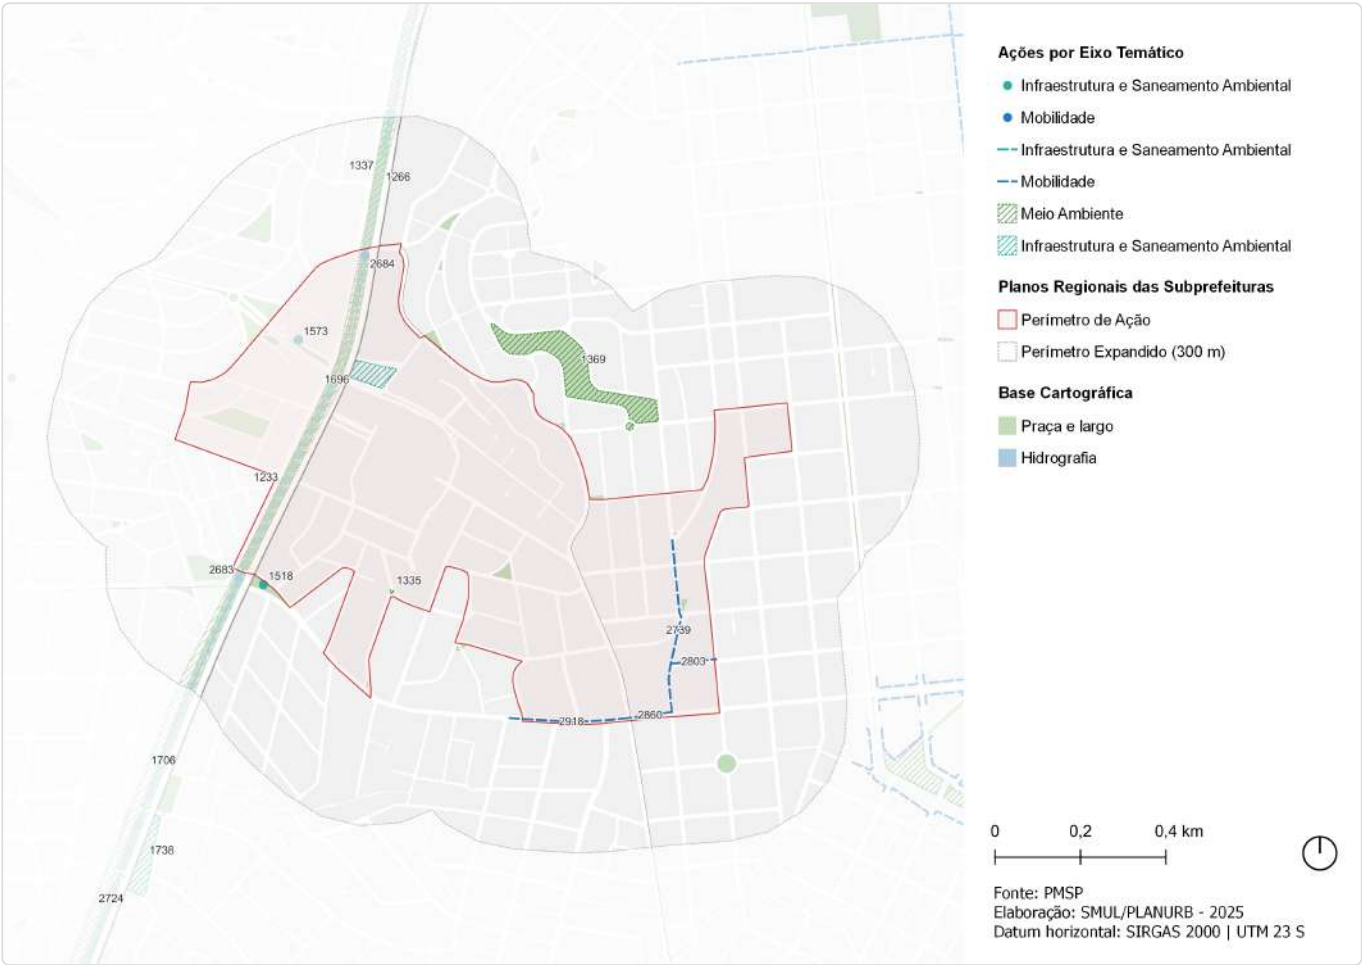 1337
1266
2684
1573
1369
1696
1233
2683
1518
1335
2739
2803
2918
2860
1706
1738
2724
Ações por Eixo Temático
Infraestrutura e Saneamento Ambiental
Mobilidade
Infraestrutura e Saneamento Ambiental
Mobilidade
Meio Ambiente
Infraestrutura e Saneamento Ambiental
Planos Regionais das Subprefeituras
Perímetro de Ação
Perímetro Expandido (300 m)
Base Cartográfica
Praça e largo
Hidrografia
0 0,2 0,4 km
Fonte: PMSP
Elaboração: SMUL/PLANURB - 2025
Datum horizontal: SIRGAS 2000 | UTM 23 S